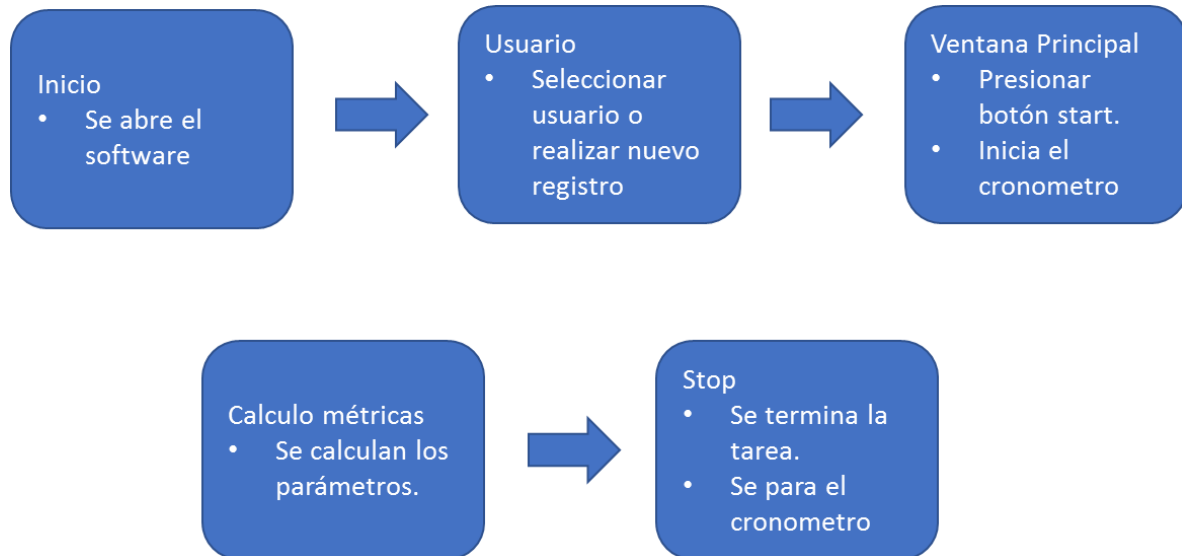 Inicio
• Se abre el
software
Usuario
• Seleccionar
usuario o
realizar nuevo
registro
Ventana Principal
• Presionar
botón start.
• Inicia el
cronometro
Calculo métricas
• Se calculan los
parámetros.
Stop
• Se termina la
tarea.
• Se para el
cronometro